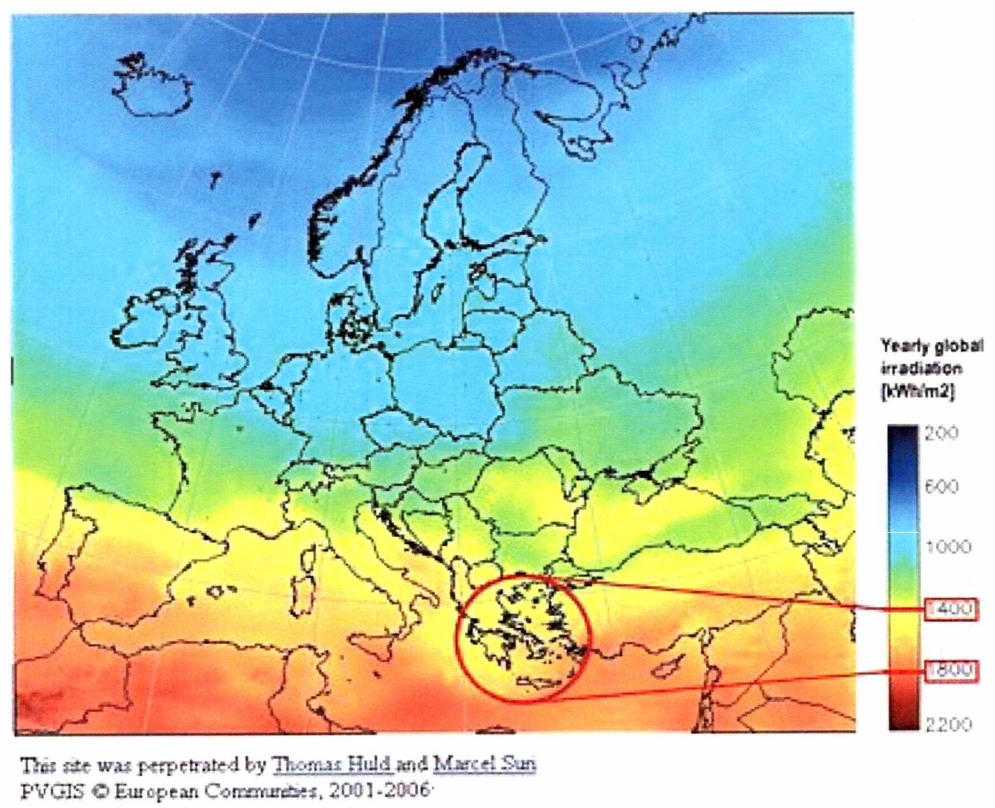 Yearly global
irradiation
[kWh/m2]
200
600
1000
1400
1800
2200
This site was perpetrated by Thomas Huld and Marcel Suri
PVGIS © European Communities, 2001-2006